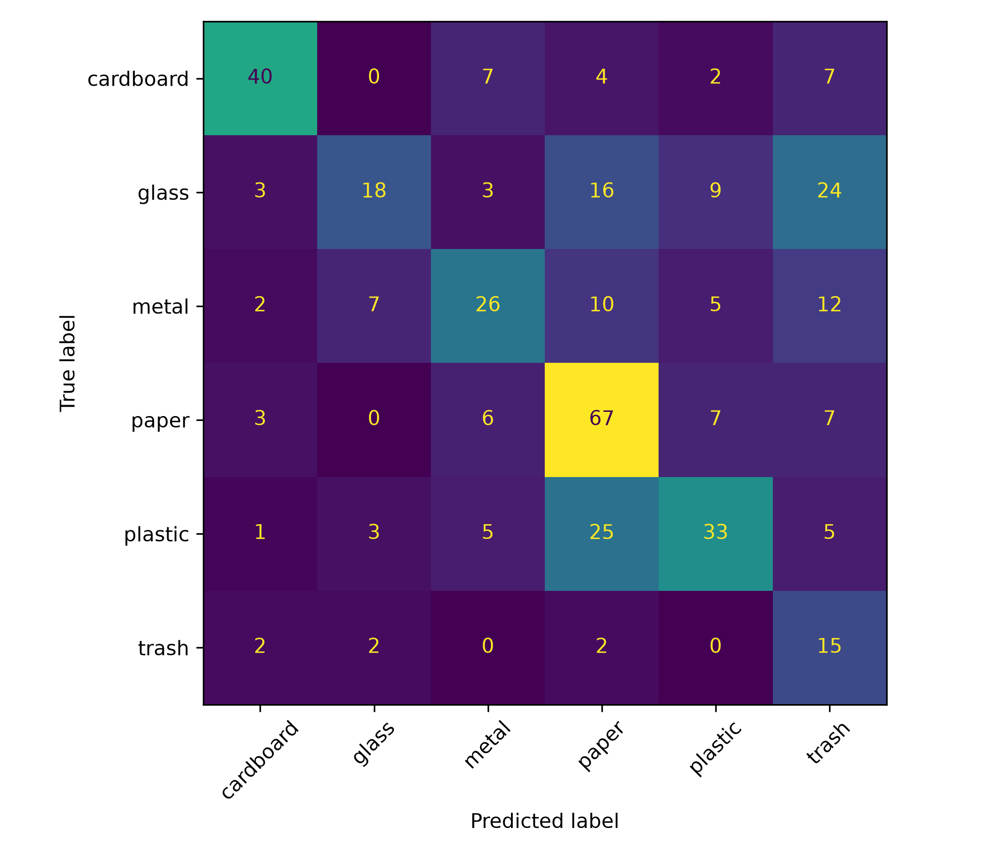 cardboard 40 0 7 4 2 7
glass 3 18 3 16 9 24
metal 2 7 26 10 5 12
paper 3 0 6 67 7 7
plastic 1 3 5 25 33 5
trash 2 2 0 2 0 15
True label
cardboard glass metal paper plastic trash
Predicted label